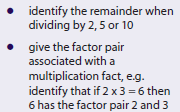 ● identify the remainder when
dividing by 2, 5 or 10
● give the factor pair
associated with a
multiplication fact, e.g.
identify that if 2 x 3 = 6 then
6 has the factor pair 2 and 3